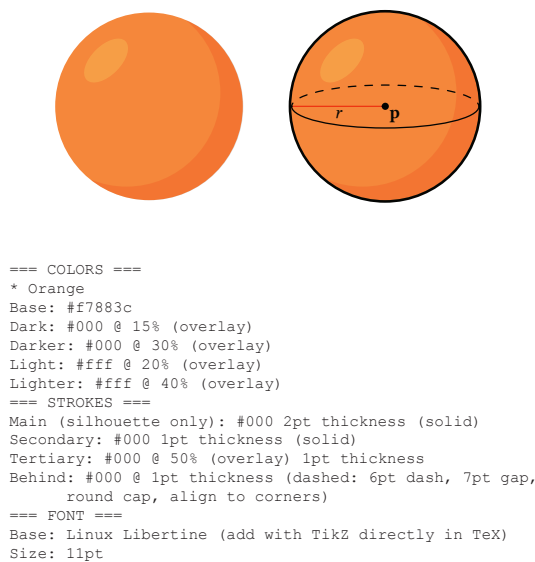 r
p
=== COLORS ===
* Orange
Base: #f7883c
Dark: #000 @ 15% (overlay)
Darker: #000 @ 30% (overlay)
Light: #fff @ 20% (overlay)
Lighter: #fff @ 40% (overlay)
=== STROKES ===
Main (silhouette only): #000 2pt thickness (solid)
Secondary: #000 1pt thickness (solid)
Tertiary: #000 @ 50% (overlay) 1pt thickness
Behind: #000 @ 1pt thickness (dashed: 6pt dash, 7pt gap,
round cap, align to corners)
=== FONT ===
Base: Linux Libertine (add with TikZ directly in TeX)
Size: 11pt